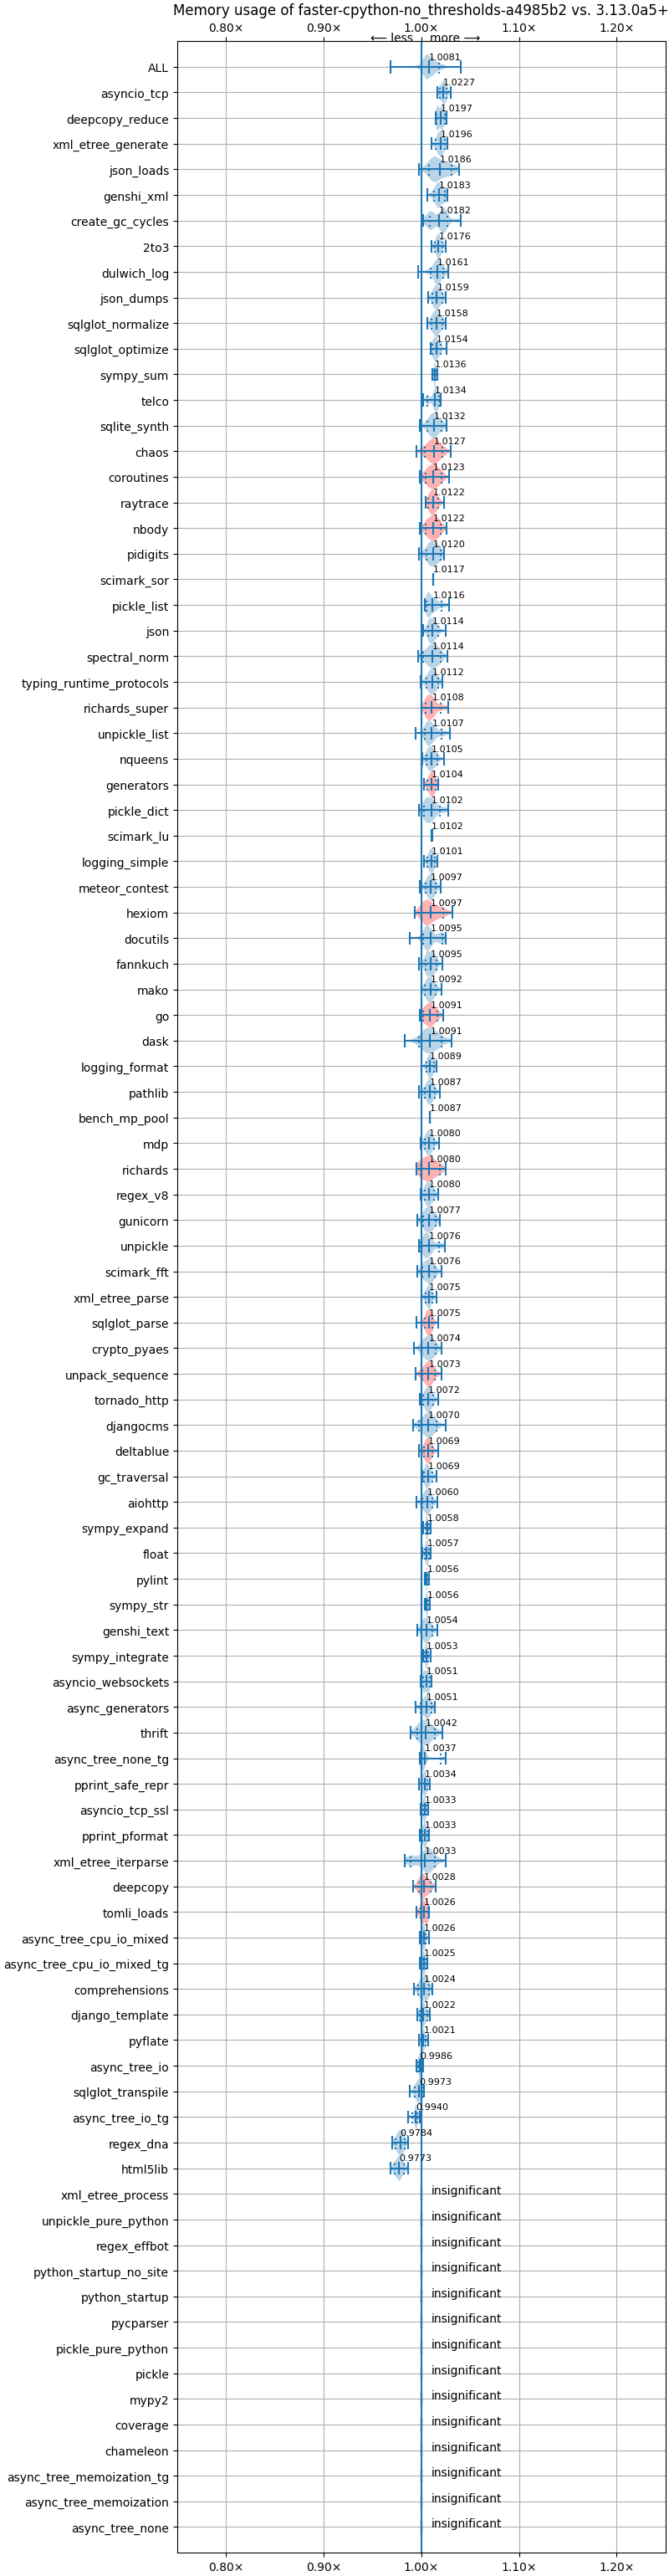 Memory usage of faster-cpython-no_thresholds-a4985b2 vs. 3.13.0a5+
0.80× 0.90× 1.00× 1.10× 1.20×
⟵ less more ⟶
ALL 1.0081
asyncio_tcp 1.0227
deepcopy_reduce 1.0197
xml_etree_generate 1.0196
json_loads 1.0186
genshi_xml 1.0183
create_gc_cycles 1.0182
2to3 1.0176
dulwich_log 1.0161
json_dumps 1.0159
sqlglot_normalize 1.0158
sqlglot_optimize 1.0154
sympy_sum 1.0136
telco 1.0134
sqlite_synth 1.0132
chaos 1.0127
coroutines 1.0123
raytrace 1.0122
nbody 1.0122
pidigits 1.0120
scimark_sor 1.0117
pickle_list 1.0116
json 1.0114
spectral_norm 1.0114
typing_runtime_protocols 1.0112
richards_super 1.0108
unpickle_list 1.0107
nqueens 1.0105
generators 1.0104
pickle_dict 1.0102
scimark_lu 1.0102
logging_simple 1.0101
meteor_contest 1.0097
hexiom 1.0097
docutils 1.0095
fannkuch 1.0095
mako 1.0092
go 1.0091
dask 1.0091
logging_format 1.0089
pathlib 1.0087
bench_mp_pool 1.0087
mdp 1.0080
richards 1.0080
regex_v8 1.0080
gunicorn 1.0077
unpickle 1.0076
scimark_fft 1.0076
xml_etree_parse 1.0075
sqlglot_parse 1.0075
crypto_pyaes 1.0074
unpack_sequence 1.0073
tornado_http 1.0072
djangocms 1.0070
deltablue 1.0069
gc_traversal 1.0069
aiohttp 1.0060
sympy_expand 1.0058
float 1.0057
pylint 1.0056
sympy_str 1.0056
genshi_text 1.0054
sympy_integrate 1.0053
asyncio_websockets 1.0051
async_generators 1.0051
thrift 1.0042
async_tree_none_tg 1.0037
pprint_safe_repr 1.0034
asyncio_tcp_ssl 1.0033
pprint_pformat 1.0033
xml_etree_iterparse 1.0033
deepcopy 1.0028
tomli_loads 1.0026
async_tree_cpu_io_mixed 1.0026
async_tree_cpu_io_mixed_tg 1.0025
comprehensions 1.0024
django_template 1.0022
pyflate 1.0021
async_tree_io 0.9986
sqlglot_transpile 0.9973
async_tree_io_tg 0.9940
regex_dna 0.9784
html5lib 0.9773
xml_etree_process insignificant
unpickle_pure_python insignificant
regex_effbot insignificant
python_startup_no_site insignificant
python_startup insignificant
pycparser insignificant
pickle_pure_python insignificant
pickle insignificant
mypy2 insignificant
coverage insignificant
chameleon insignificant
async_tree_memoization_tg insignificant
async_tree_memoization insignificant
async_tree_none insignificant
0.80× 0.90× 1.00× 1.10× 1.20×